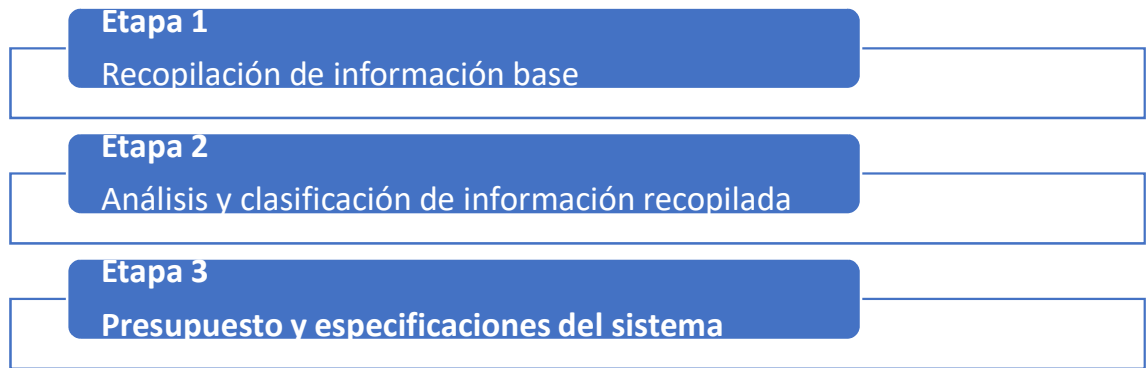 Etapa 1
Recopilación de información base
Etapa 2
Análisis y clasificación de información recopilada
Etapa 3
Presupuesto y especificaciones del sistema